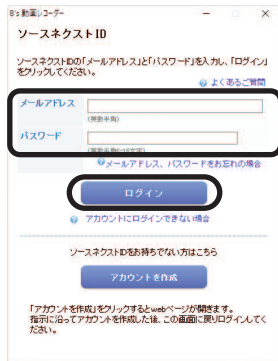 B's 動画レコーダー
ソースネクストID
ソースネクストIDの「メールアドレス」と「パスワード」を入力し、「ログイン」
をクリックしてください。
よくあるご質問
メールアドレス
(英数半角)
パスワード
メールアドレス、パスワードをお忘れの場合
ログイン
アカウントにログインできない場合
ソースネクストIDをお持ちでない方はこちら
アカウントを作成
「アカウントを作成」をクリックするとwebページが開きます。
指示に沿ってアカウントを作成した後、この画面に戻りログインしてく
ださい。